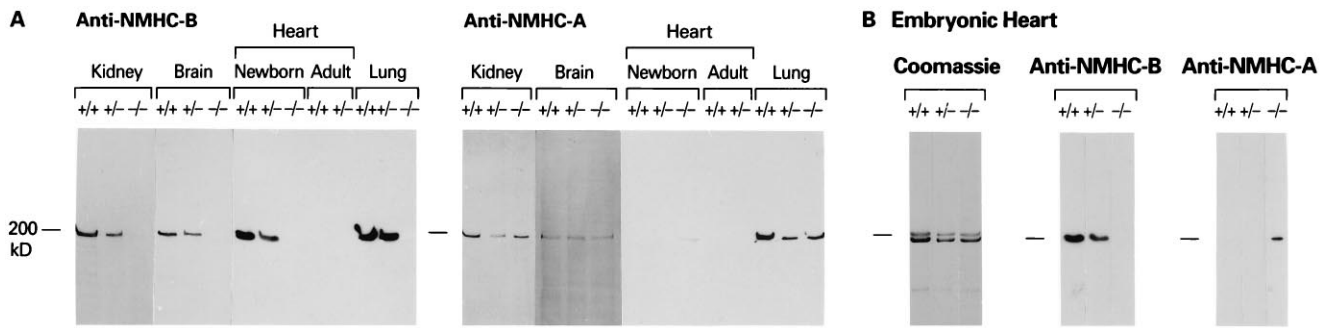 A Anti-NMHC-B
Heart
Kidney Brain Newborn Adult Lung
+/+ +/– –/– +/+ +/– –/– +/+ +/– –/– +/+ +/– +/+ +/– –/–
200 —
kD
Anti-NMHC-A
Heart
Kidney Brain Newborn Adult Lung
+/+ +/– –/– +/+ +/– –/– +/+ +/– –/– +/+ +/– +/+ +/– –/–
B Embryonic Heart
Coomassie Anti-NMHC-B Anti-NMHC-A
+/+ +/– –/– +/+ +/– –/– +/+ +/– –/–